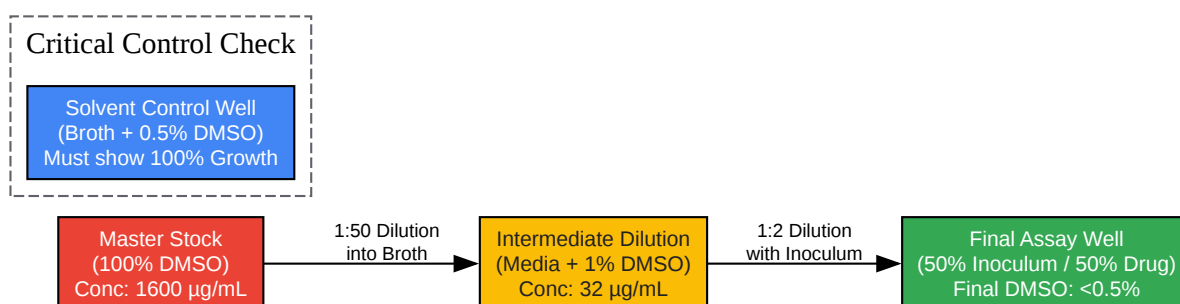 Critical Control Check
Solvent Control Well
(Broth + 0.5% DMSO)
Must show 100% Growth
Master Stock
(100% DMSO)
Conc: 1600 µg/mL
1:50 Dilution
into Broth
Intermediate Dilution
(Media + 1% DMSO)
Conc: 32 µg/mL
1:2 Dilution
with Inoculum
Final Assay Well
(50% Inoculum / 50% Drug)
Final DMSO: <0.5%